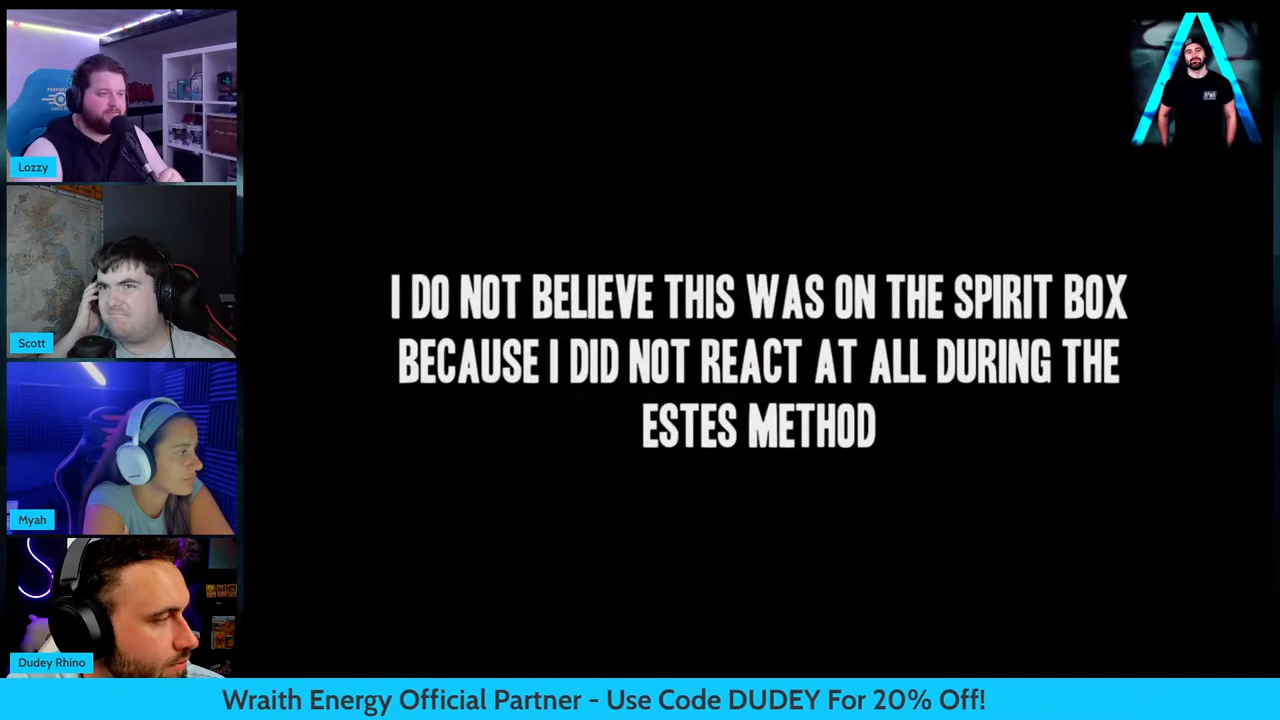 Lozzy
Scott
Myah
Dudey Rhino
I DO NOT BELIEVE THIS WAS ON THE SPIRIT BOX
BECAUSE I DID NOT REACT AT ALL DURING THE
ESTES METHOD
Wraith Energy Official Partner - Use Code DUDEY For 20% Off!